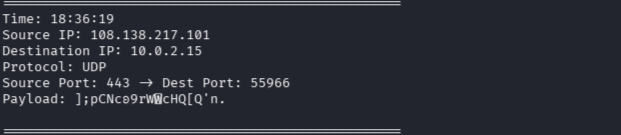 Time: 18:36:19
Source IP: 108.138.217.101
Destination IP: 10.0.2.15
Protocol: UDP
Source Port: 443 → Dest Port: 55966
Payload: